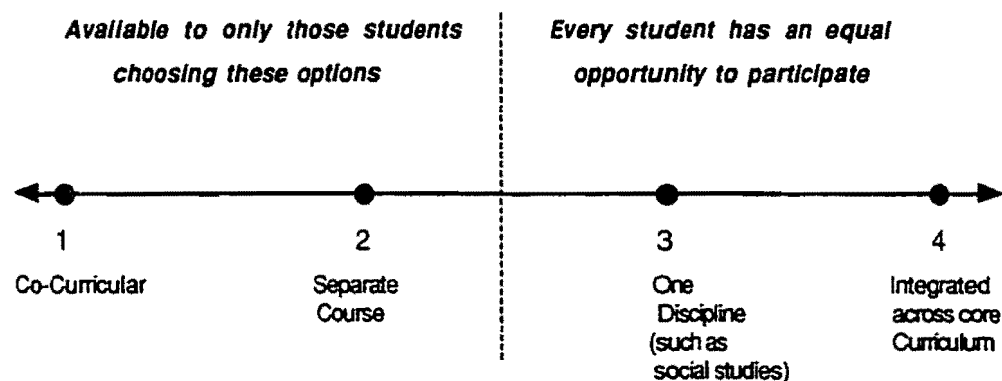 Available to only those students
choosing these options
Every student has an equal
opportunity to participate
1
Co-Curricular
2
Separate
Course
3
One
Discipline
(such as
social studies)
4
Integrated
across core
Curriculum